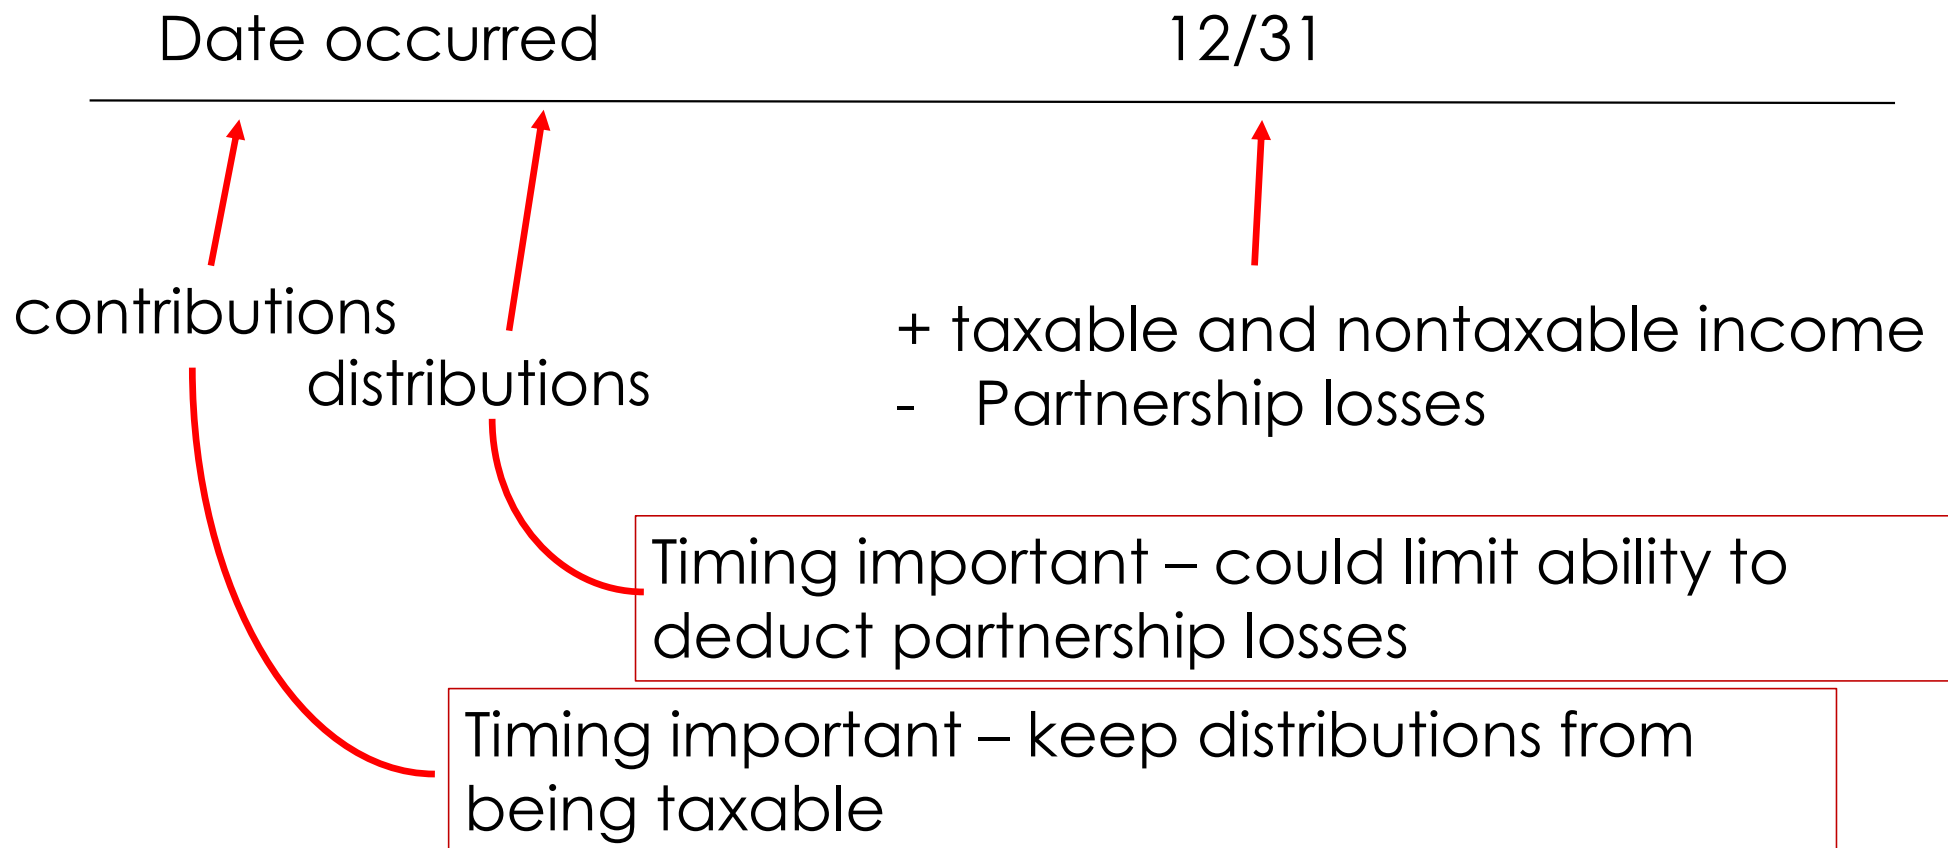 Date occurred
12/31
contributions
distributions
+ taxable and nontaxable income
- Partnership losses
Timing important – could limit ability to
deduct partnership losses
Timing important – keep distributions from
being taxable